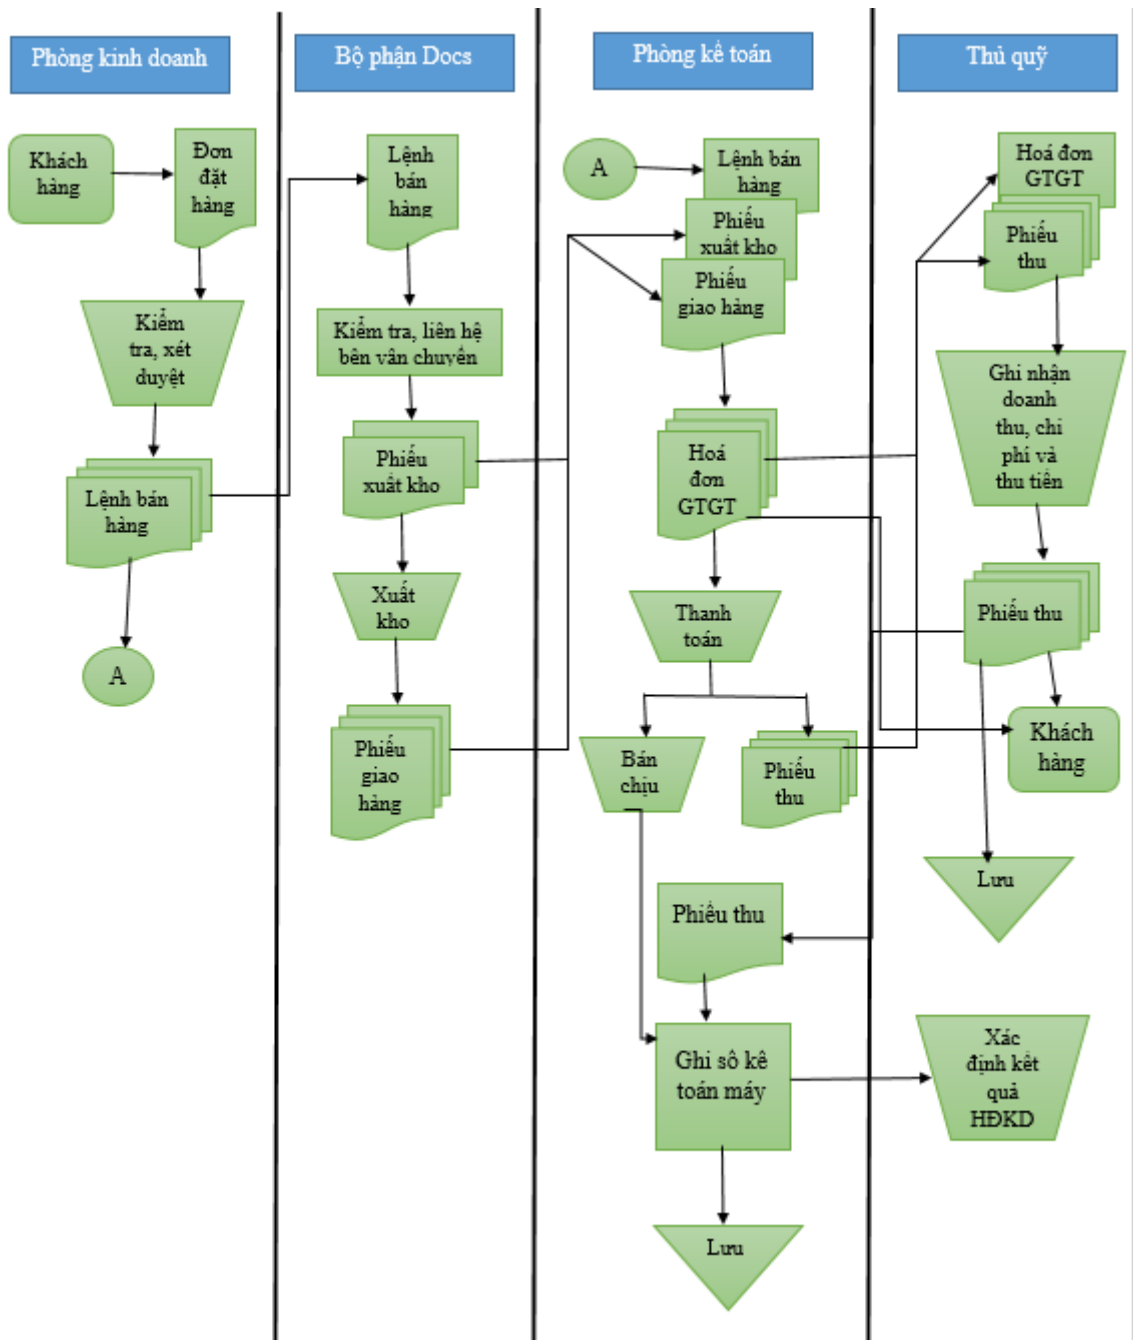 Phòng kinh doanh
Bộ phận Docs
Phòng kế toán
Thủ quỹ
Khách
hàng
Đơn
đặt
hàng
Kiểm
tra, xét
duyệt
Lệnh bán
hàng
A
Lệnh
bán
hàng
Kiểm tra, liên hệ
bên vân chuyển
Phiếu
xuất kho
Xuất
kho
Phiếu
giao
hàng
A
Lệnh bán
hàng
Phiếu
xuất kho
Phiếu
giao hàng
Hoá
đơn
GTGT
Thanh
toán
Bán
chịu
Phiếu
thu
Phiếu thu
Ghi sô kê
toán máy
Lưu
Hoá đơn
GTGT
Phiếu
thu
Ghi nhận
doanh
thu, chi
phí và
thu tiền
Phiếu thu
Khách
hàng
Lưu
Xác
định kết
quả
HĐKD